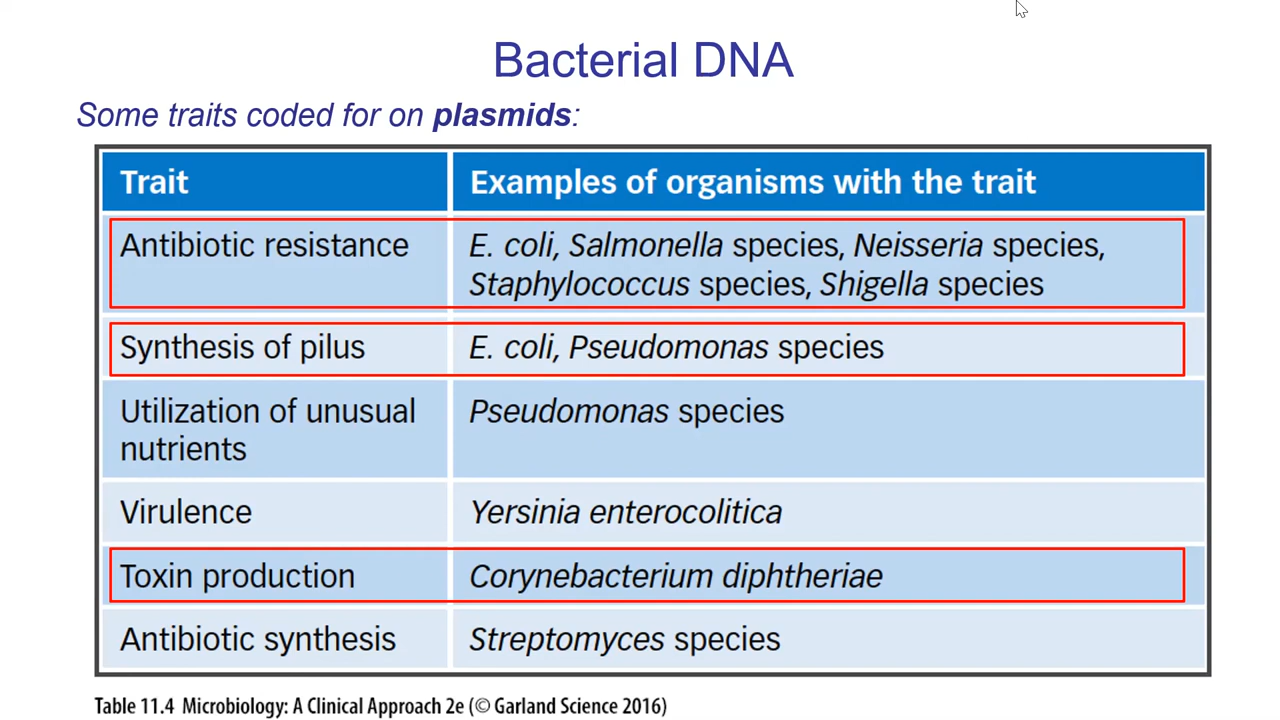 Bacterial DNA
Some traits coded for on plasmids:
Trait
Examples of organisms with the trait
Antibiotic resistance
E. coli, Salmonella species, Neisseria species,
Staphylococcus species, Shigella species
Synthesis of pilus
E. coli, Pseudomonas species
Utilization of unusual
nutrients
Pseudomonas species
Virulence
Yersinia enterocolitica
Toxin production
Corynebacterium diphtheriae
Antibiotic synthesis
Streptomyces species
Table 11.4 Microbiology: A Clinical Approach 2e (© Garland Science 2016)